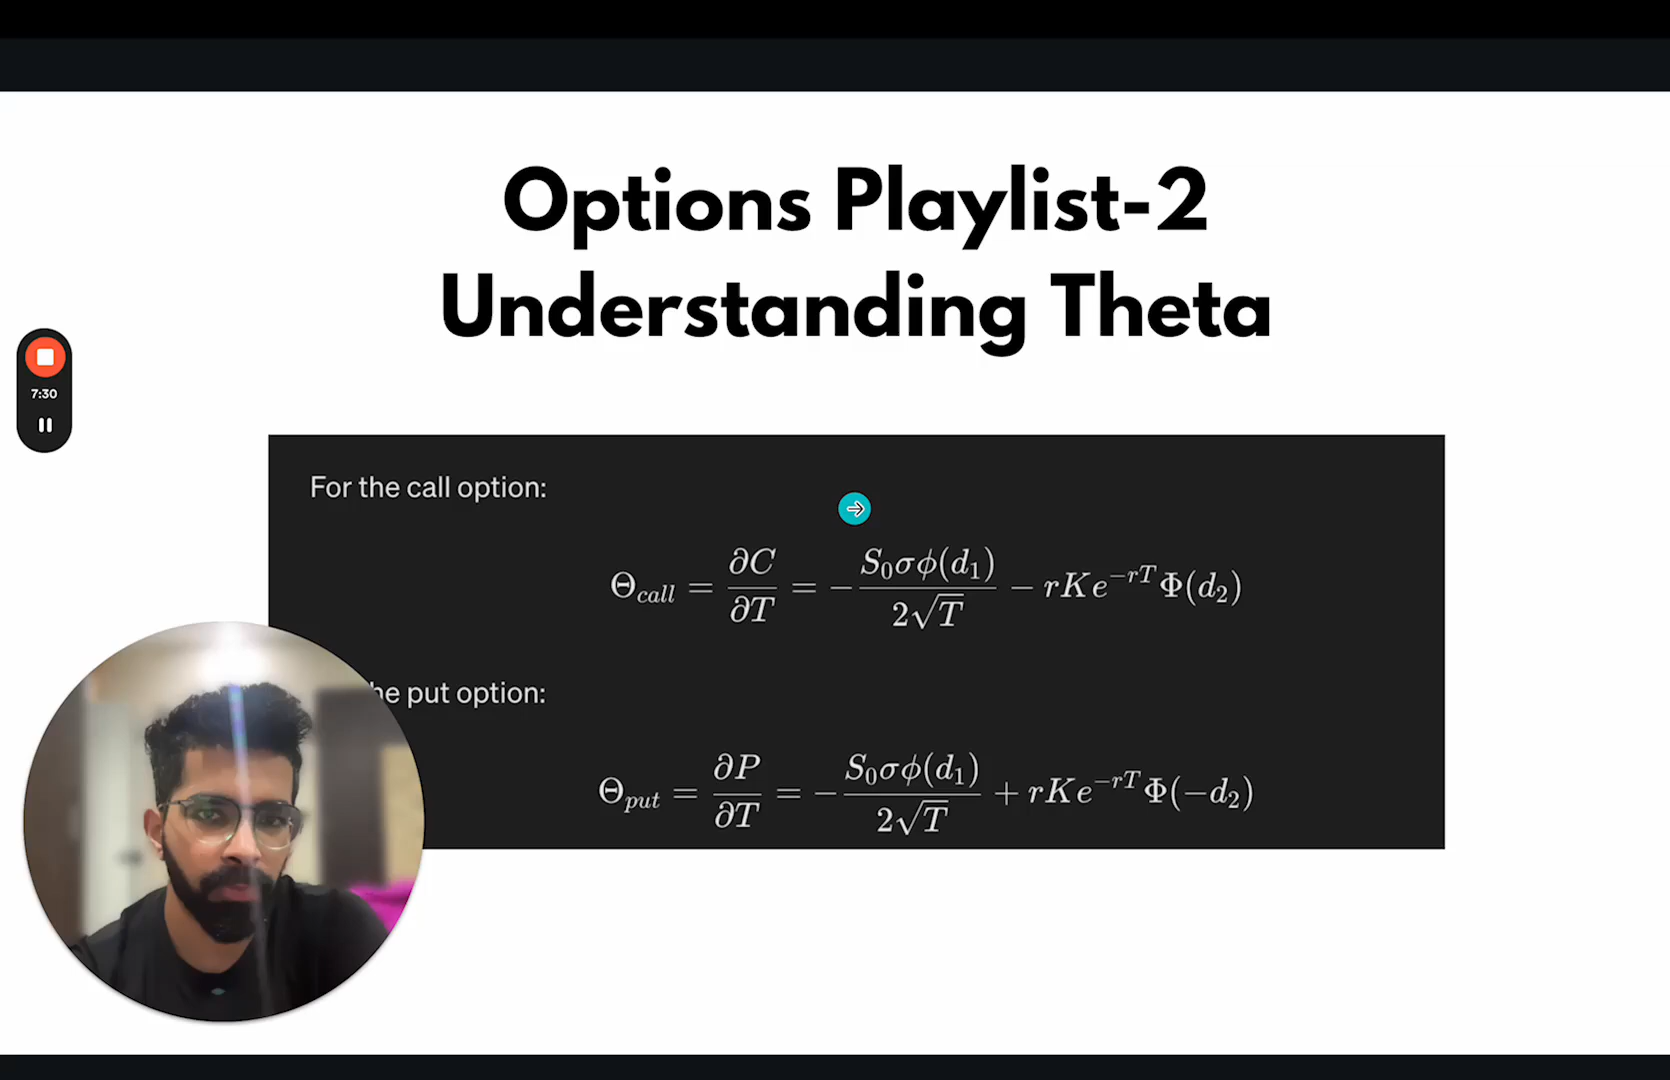 Options Playlist-2
Understanding Theta
7:30
For the call option:
Θ_call = ∂C/∂T = − S₀σϕ(d₁)/2√T − rKe^−rT Φ(d₂)
he put option:
Θ_put = ∂P/∂T = − S₀σϕ(d₁)/2√T + rKe^−rT Φ(−d₂)